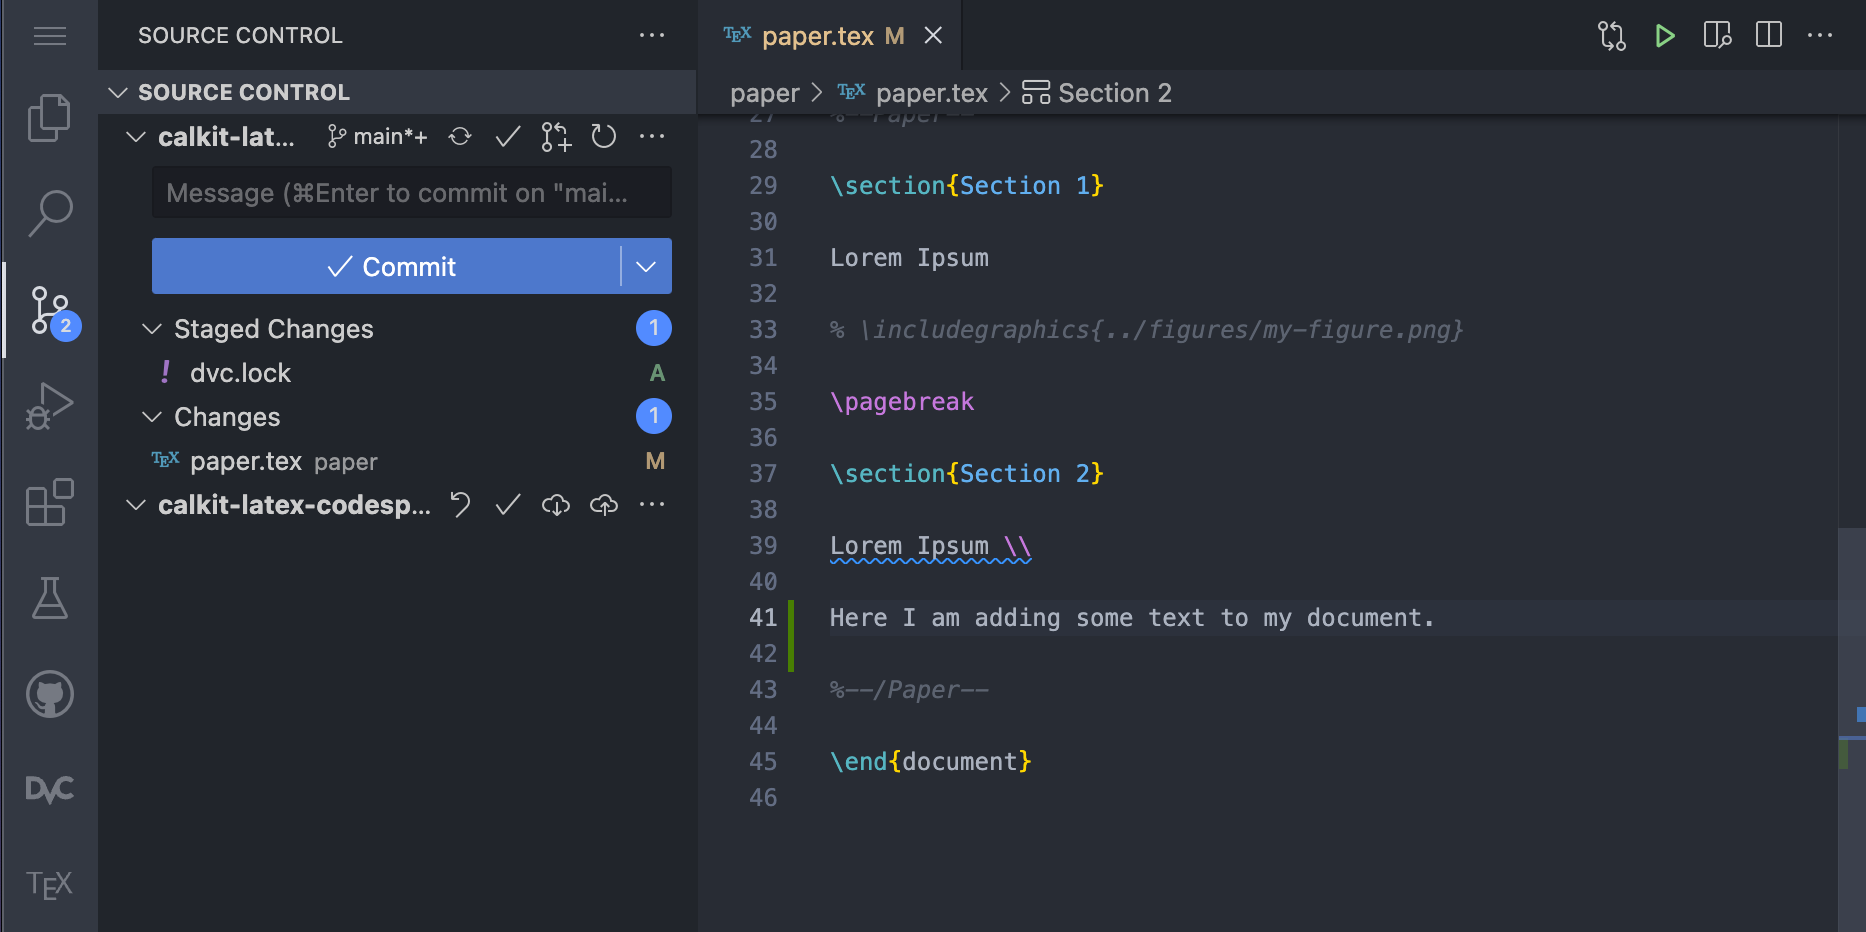 SOURCE CONTROL
SOURCE CONTROL
calkit-lat... main*+
Message (⌘Enter to commit on "mai...
Commit
Staged Changes 1
! dvc.lock A
Changes 1
TEX paper.tex paper M
calkit-latex-codesp...
2
DVC
TEX
TEX paper.tex M
paper > TEX paper.tex > Section 2
27 %--Paper--
28
29 \section{Section 1}
30
31 Lorem Ipsum
32
33 % \includegraphics{../figures/my-figure.png}
34
35 \pagebreak
36
37 \section{Section 2}
38
39 Lorem Ipsum \\
40
41 Here I am adding some text to my document.
42
43 %--/Paper--
44
45 \end{document}
46